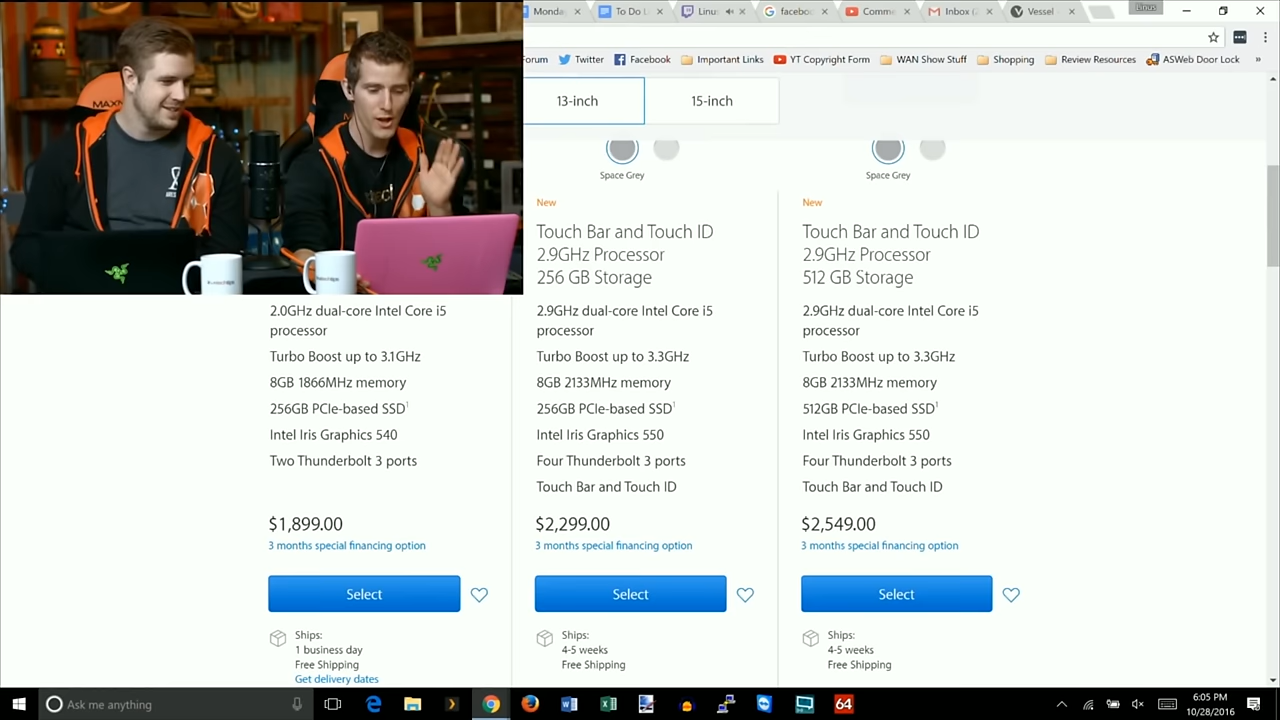 Monda
To Do L
Linus
faceboo
Comme
Inbox (
Vessel
Linus
orum
Twitter
Facebook
Important Links
YT Copyright Form
WAN Show Stuff
Shopping
Review Resources
ASWeb Door Lock
»
13-inch
15-inch
Space Grey
Space Grey
MAXN
New
Touch Bar and Touch ID
2.9GHz Processor
256 GB Storage
New
Touch Bar and Touch ID
2.9GHz Processor
512 GB Storage
2.0GHz dual-core Intel Core i5
processor
Turbo Boost up to 3.1GHz
8GB 1866MHz memory
256GB PCIe-based SSD¹
Intel Iris Graphics 540
Two Thunderbolt 3 ports
$1,899.00
3 months special financing option
Select
Ships:
1 business day
Free Shipping
Get delivery dates
2.9GHz dual-core Intel Core i5
processor
Turbo Boost up to 3.3GHz
8GB 2133MHz memory
256GB PCIe-based SSD¹
Intel Iris Graphics 550
Four Thunderbolt 3 ports
Touch Bar and Touch ID
$2,299.00
3 months special financing option
Select
Ships:
4-5 weeks
Free Shipping
2.9GHz dual-core Intel Core i5
processor
Turbo Boost up to 3.3GHz
8GB 2133MHz memory
512GB PCIe-based SSD¹
Intel Iris Graphics 550
Four Thunderbolt 3 ports
Touch Bar and Touch ID
$2,549.00
3 months special financing option
Select
Ships:
4-5 weeks
Free Shipping
Ask me anything
64
6:05 PM
10/28/2016